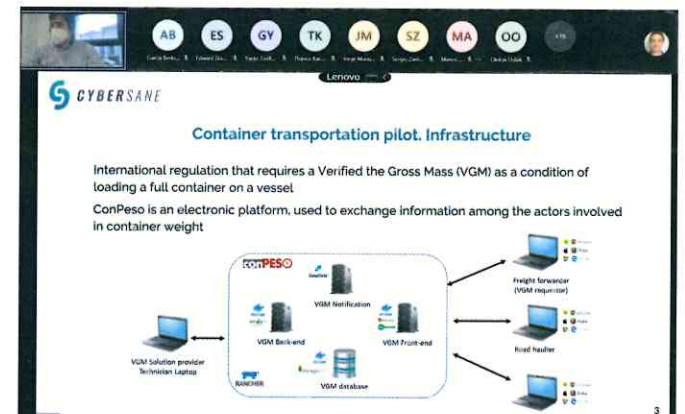 AB ES GY TK JM SZ MA OO
Lenovo
CYBERSANE
Container transportation pilot. Infrastructure
International regulation that requires a Verified the Gross Mass (VGM) as a condition of
loading a full container on a vessel
ConPeso is an electronic platform, used to exchange information among the actors involved
in container weight
conPESO
VGM Notification
Freight forwarder
(VGM requestor)
VGM Back-end
VGM Front-end
Road haulier
VGM Solution provider
Technician Laptop
RANCHER
VGM database
3